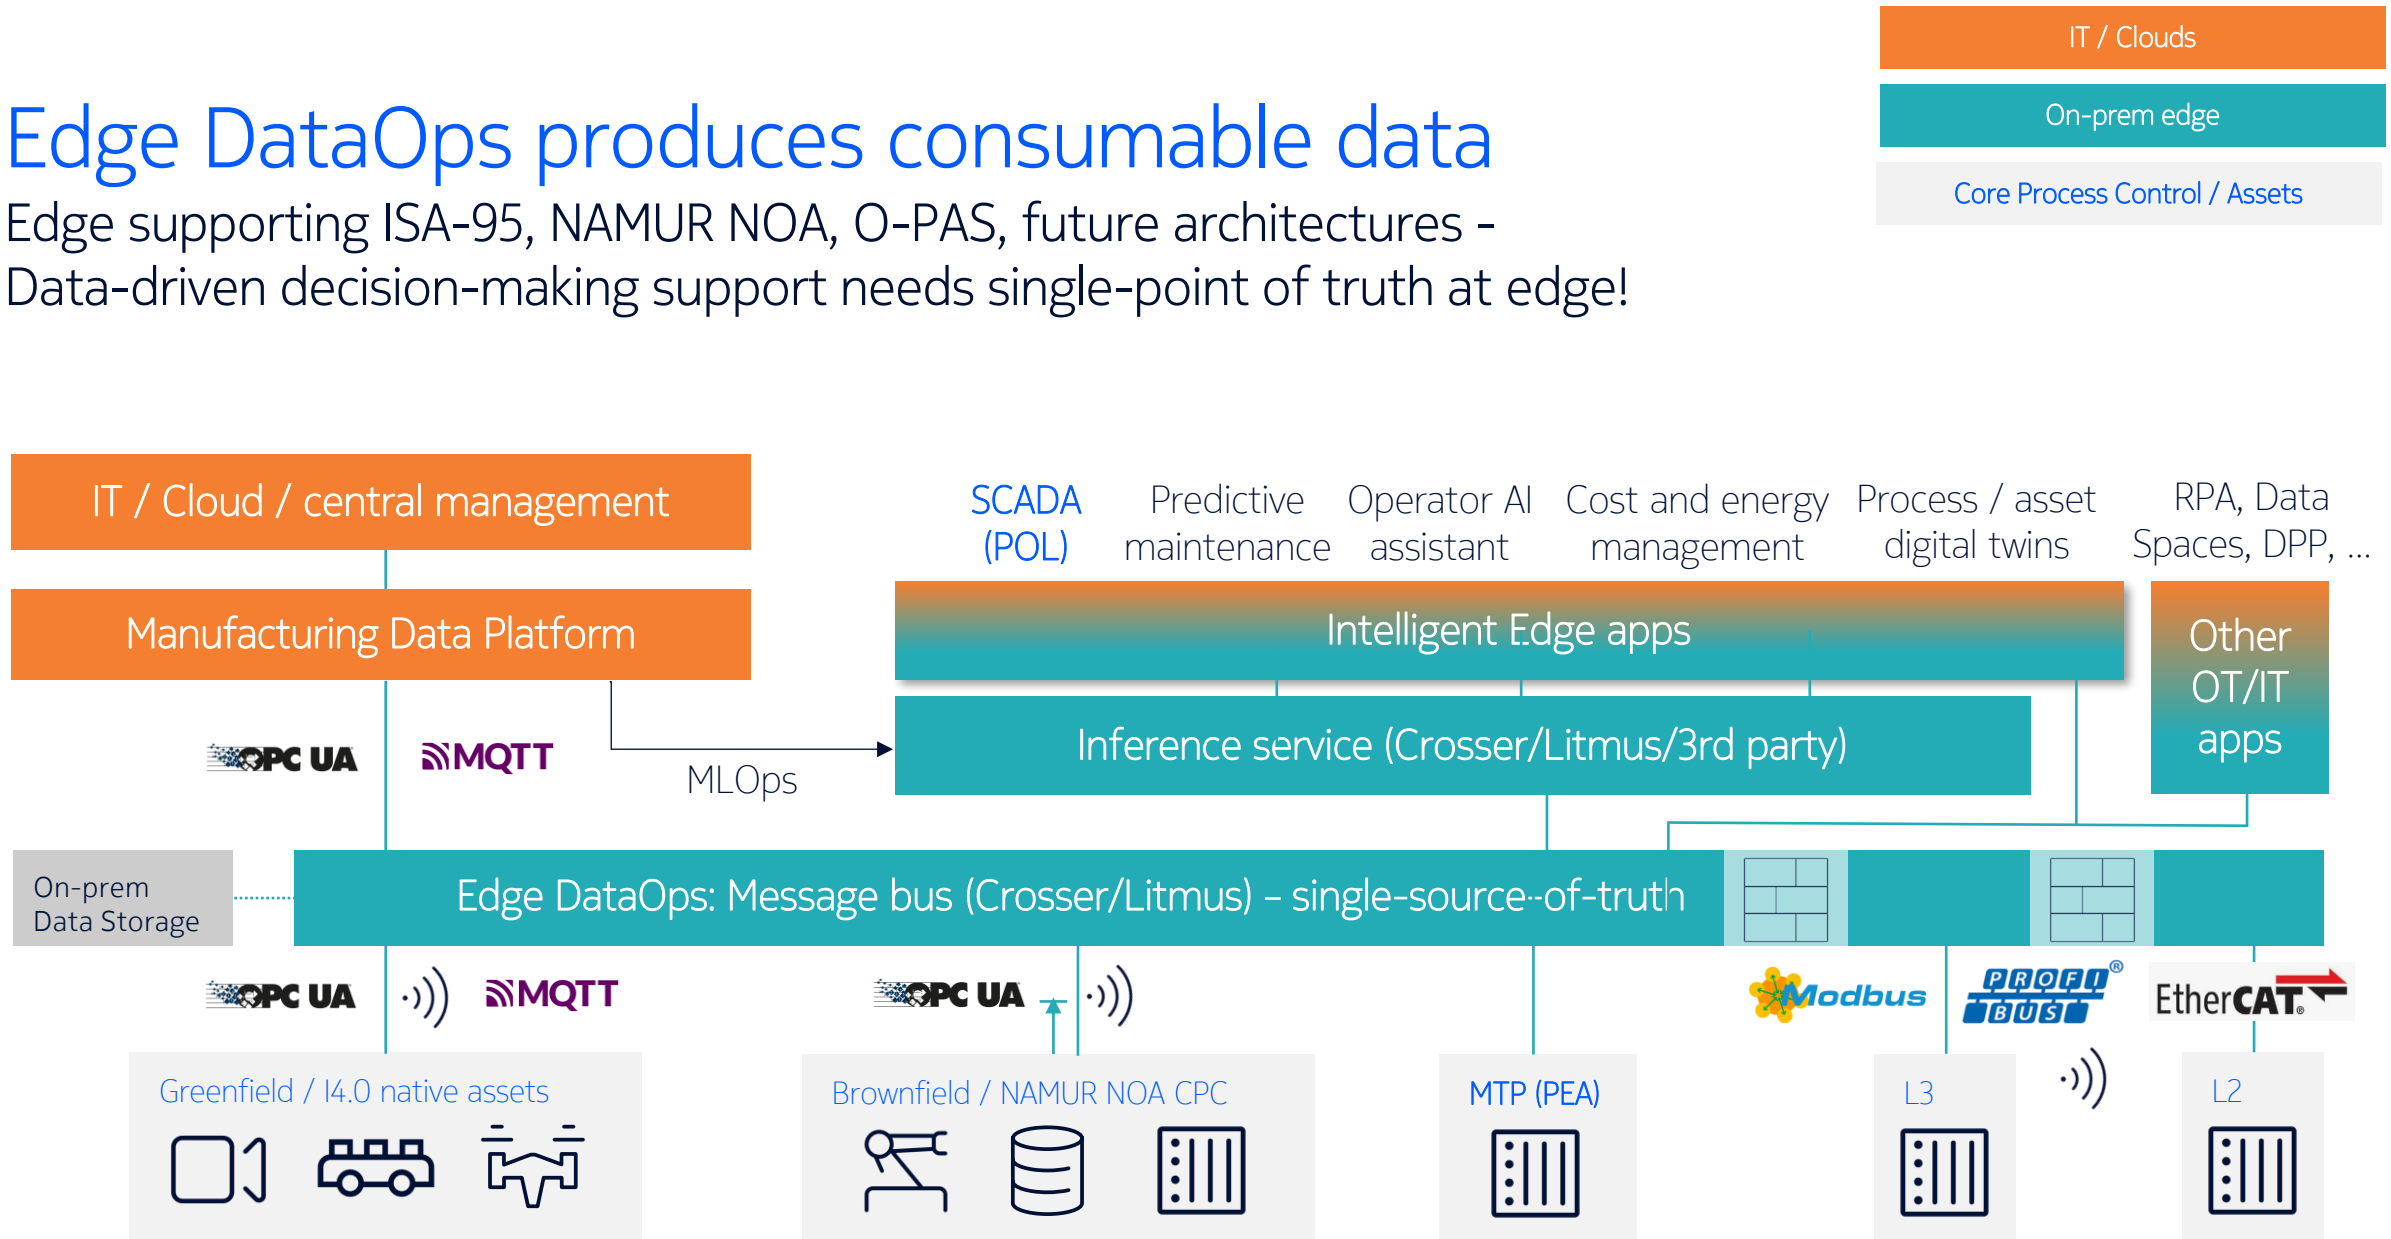 IT / Clouds
On-prem edge
Core Process Control / Assets
Edge DataOps produces consumable data
Edge supporting ISA-95, NAMUR NOA, O-PAS, future architectures -
Data-driven decision-making support needs single-point of truth at edge!
IT / Cloud / central management
Manufacturing Data Platform
SCADA
(POL)
Predictive
maintenance
Operator AI
assistant
Cost and energy
management
Process / asset
digital twins
RPA, Data
Spaces, DPP, ...
Intelligent Edge apps
Other
OT/IT
apps
Inference service (Crosser/Litmus/3rd party)
OPC UA
MQTT
MLOps
On-prem
Data Storage
Edge DataOps: Message bus (Crosser/Litmus) – single-source-of-truth
OPC UA
MQTT
OPC UA
Modbus
PROFI
BUS
®
EtherCAT®
Greenfield / I4.0 native assets
Brownfield / NAMUR NOA CPC
MTP (PEA)
L3
L2